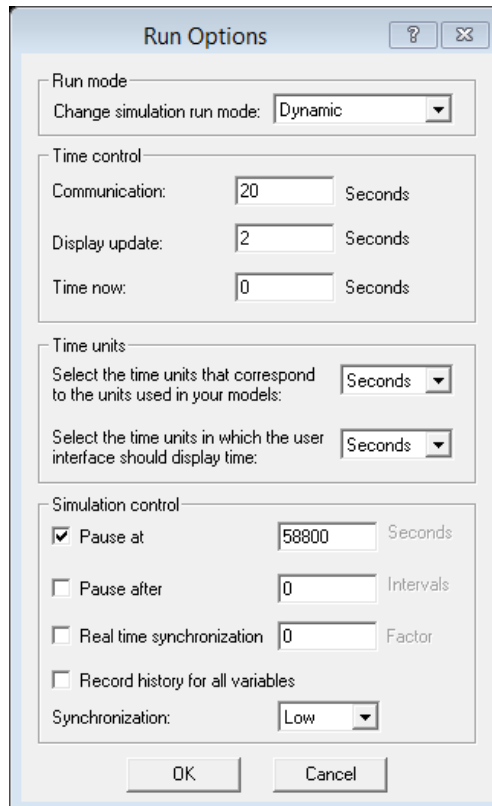 Run Options
Run mode
Change simulation run mode: Dynamic
Time control
Communication: 20 Seconds
Display update: 2 Seconds
Time now: 0 Seconds
Time units
Select the time units that correspond
to the units used in your models: Seconds
Select the time units in which the user
interface should display time: Seconds
Simulation control
Pause at 58800 Seconds
Pause after 0 Intervals
Real time synchronization 0 Factor
Record history for all variables
Synchronization: Low
OK Cancel